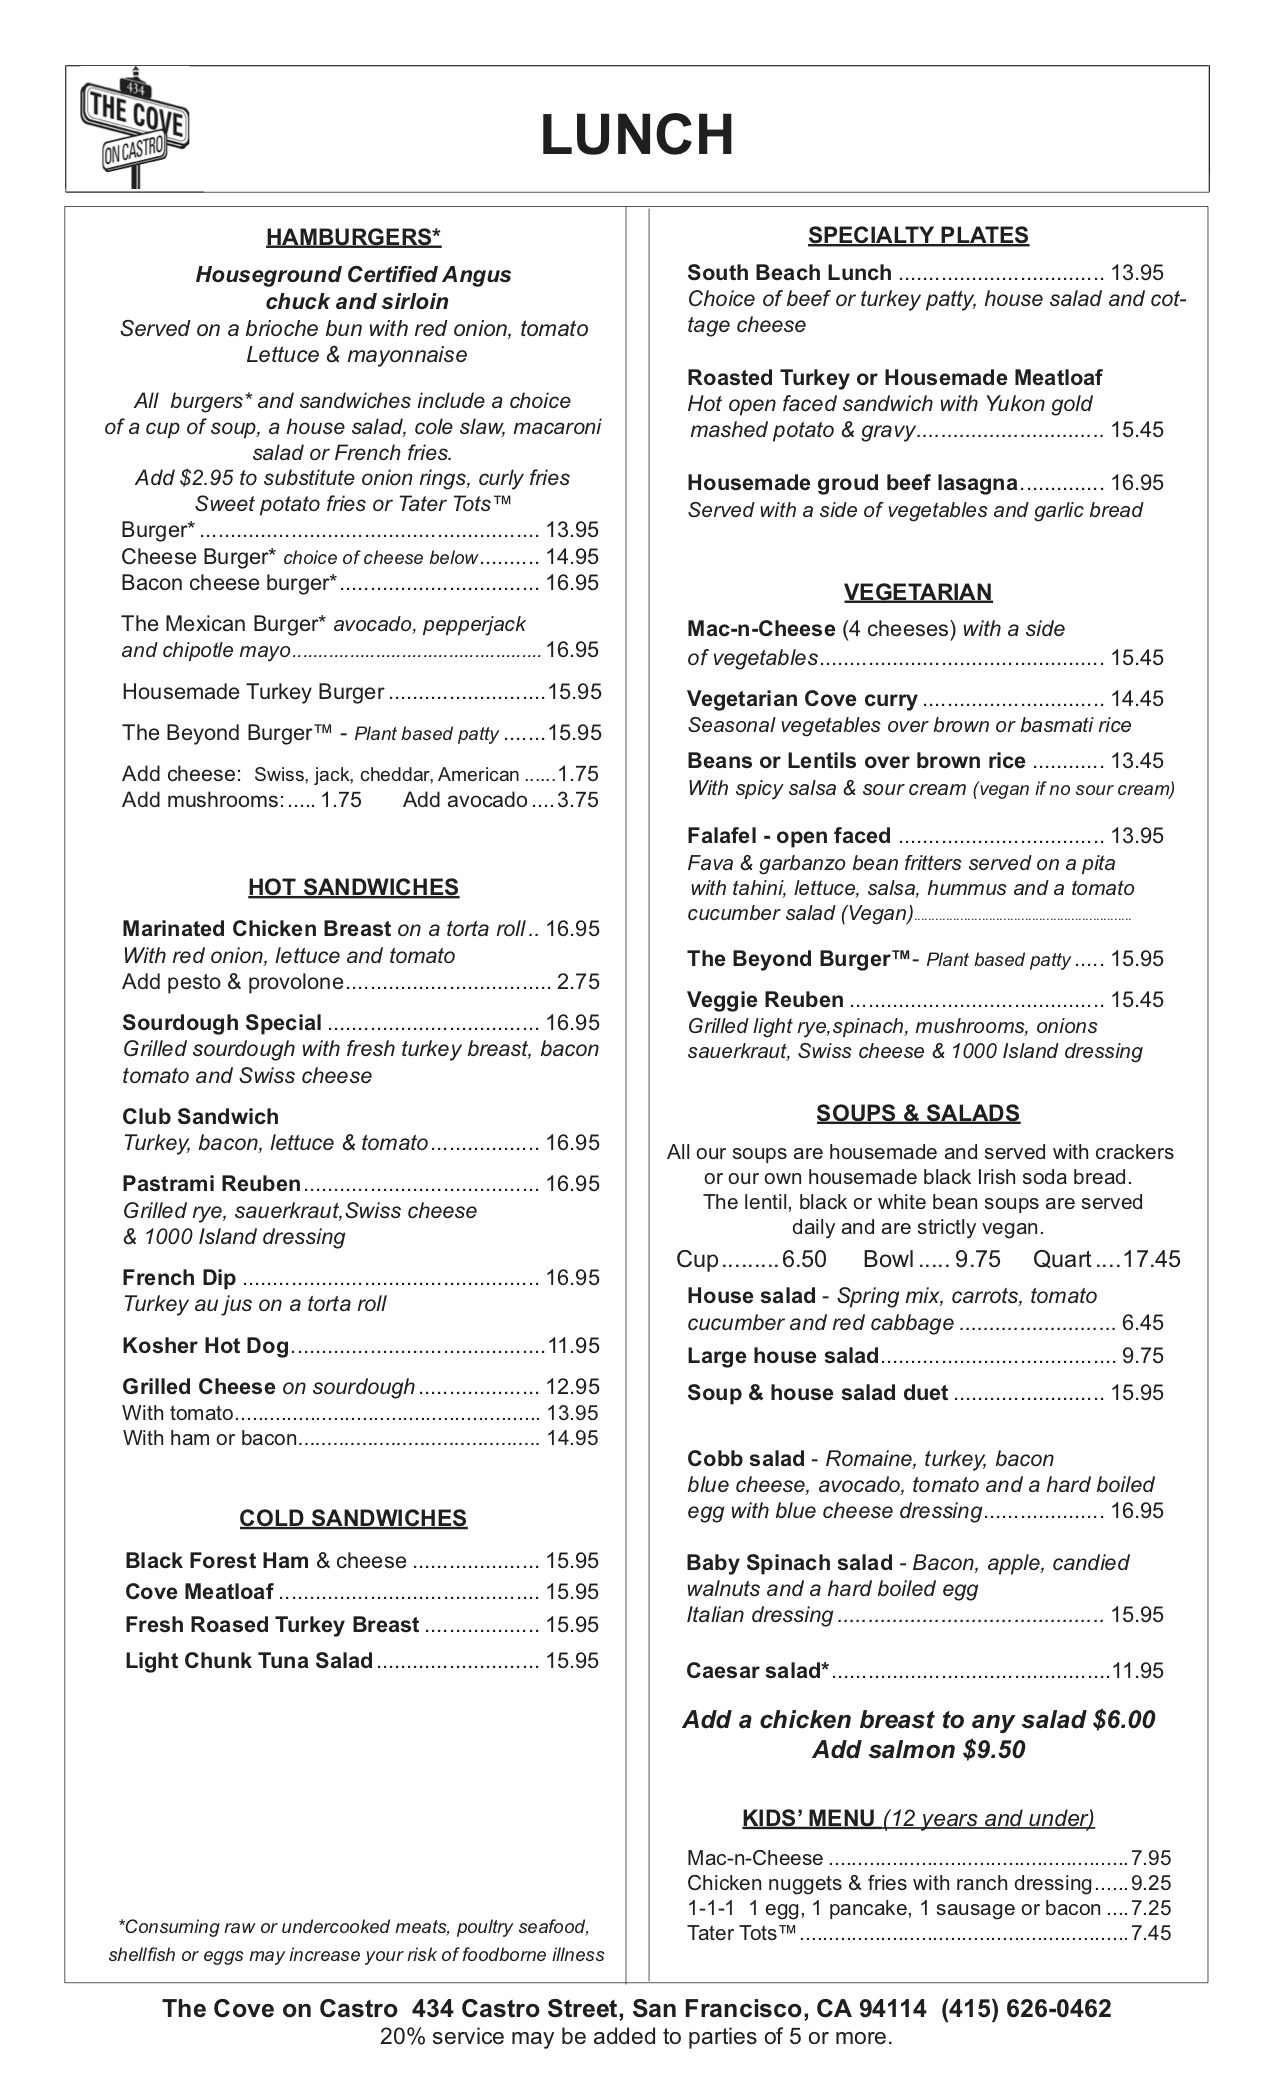 434
THE COVE
ON CASTRO
LUNCH
HAMBURGERS*
Houseground Certified Angus
chuck and sirloin
Served on a brioche bun with red onion, tomato
Lettuce & mayonnaise
All burgers* and sandwiches include a choice
of a cup of soup, a house salad, cole slaw, macaroni
salad or French fries.
Add $2.95 to substitute onion rings, curly fries
Sweet potato fries or Tater Tots™
Burger* ........................................................ 13.95
Cheese Burger* choice of cheese below.......... 14.95
Bacon cheese burger*................................. 16.95
The Mexican Burger* avocado, pepperjack
and chipotle mayo................................................ 16.95
Housemade Turkey Burger ..........................15.95
The Beyond Burger™ - Plant based patty .......15.95
Add cheese: Swiss, jack, cheddar, American ......1.75
Add mushrooms:..... 1.75 Add avocado ....3.75
HOT SANDWICHES
Marinated Chicken Breast on a torta roll.. 16.95
With red onion, lettuce and tomato
Add pesto & provolone.................................. 2.75
Sourdough Special ................................... 16.95
Grilled sourdough with fresh turkey breast, bacon
tomato and Swiss cheese
Club Sandwich
Turkey, bacon, lettuce & tomato.................. 16.95
Pastrami Reuben....................................... 16.95
Grilled rye, sauerkraut,Swiss cheese
& 1000 Island dressing
French Dip ................................................. 16.95
Turkey au jus on a torta roll
Kosher Hot Dog..........................................11.95
Grilled Cheese on sourdough.................... 12.95
With tomato..................................................... 13.95
With ham or bacon.......................................... 14.95
COLD SANDWICHES
Black Forest Ham & cheese ..................... 15.95
Cove Meatloaf ........................................... 15.95
Fresh Roased Turkey Breast ................... 15.95
Light Chunk Tuna Salad........................... 15.95
*Consuming raw or undercooked meats, poultry seafood,
shellfish or eggs may increase your risk of foodborne illness
SPECIALTY PLATES
South Beach Lunch .................................. 13.95
Choice of beef or turkey patty, house salad and cot-
tage cheese
Roasted Turkey or Housemade Meatloaf
Hot open faced sandwich with Yukon gold
mashed potato & gravy............................... 15.45
Housemade groud beef lasagna.............. 16.95
Served with a side of vegetables and garlic bread
VEGETARIAN
Mac-n-Cheese (4 cheeses) with a side
of vegetables............................................... 15.45
Vegetarian Cove curry .............................. 14.45
Seasonal vegetables over brown or basmati rice
Beans or Lentils over brown rice ............ 13.45
With spicy salsa & sour cream (vegan if no sour cream)
Falafel - open faced .................................. 13.95
Fava & garbanzo bean fritters served on a pita
with tahini, lettuce, salsa, hummus and a tomato
cucumber salad (Vegan).............................................................
The Beyond Burger™- Plant based patty ..... 15.95
Veggie Reuben .......................................... 15.45
Grilled light rye,spinach, mushrooms, onions
sauerkraut, Swiss cheese & 1000 Island dressing
SOUPS & SALADS
All our soups are housemade and served with crackers
or our own housemade black Irish soda bread.
The lentil, black or white bean soups are served
daily and are strictly vegan.
Cup.........6.50 Bowl ..... 9.75 Quart ....17.45
House salad - Spring mix, carrots, tomato
cucumber and red cabbage .......................... 6.45
Large house salad....................................... 9.75
Soup & house salad duet ......................... 15.95
Cobb salad - Romaine, turkey, bacon
blue cheese, avocado, tomato and a hard boiled
egg with blue cheese dressing.................... 16.95
Baby Spinach salad - Bacon, apple, candied
walnuts and a hard boiled egg
Italian dressing............................................ 15.95
Caesar salad*..............................................11.95
Add a chicken breast to any salad $6.00
Add salmon $9.50
KIDS’ MENU (12 years and under)
Mac-n-Cheese ....................................................7.95
Chicken nuggets & fries with ranch dressing......9.25
1-1-1 1 egg, 1 pancake, 1 sausage or bacon ....7.25
Tater Tots™.........................................................7.45
The Cove on Castro 434 Castro Street, San Francisco, CA 94114 (415) 626-0462
20% service may be added to parties of 5 or more.